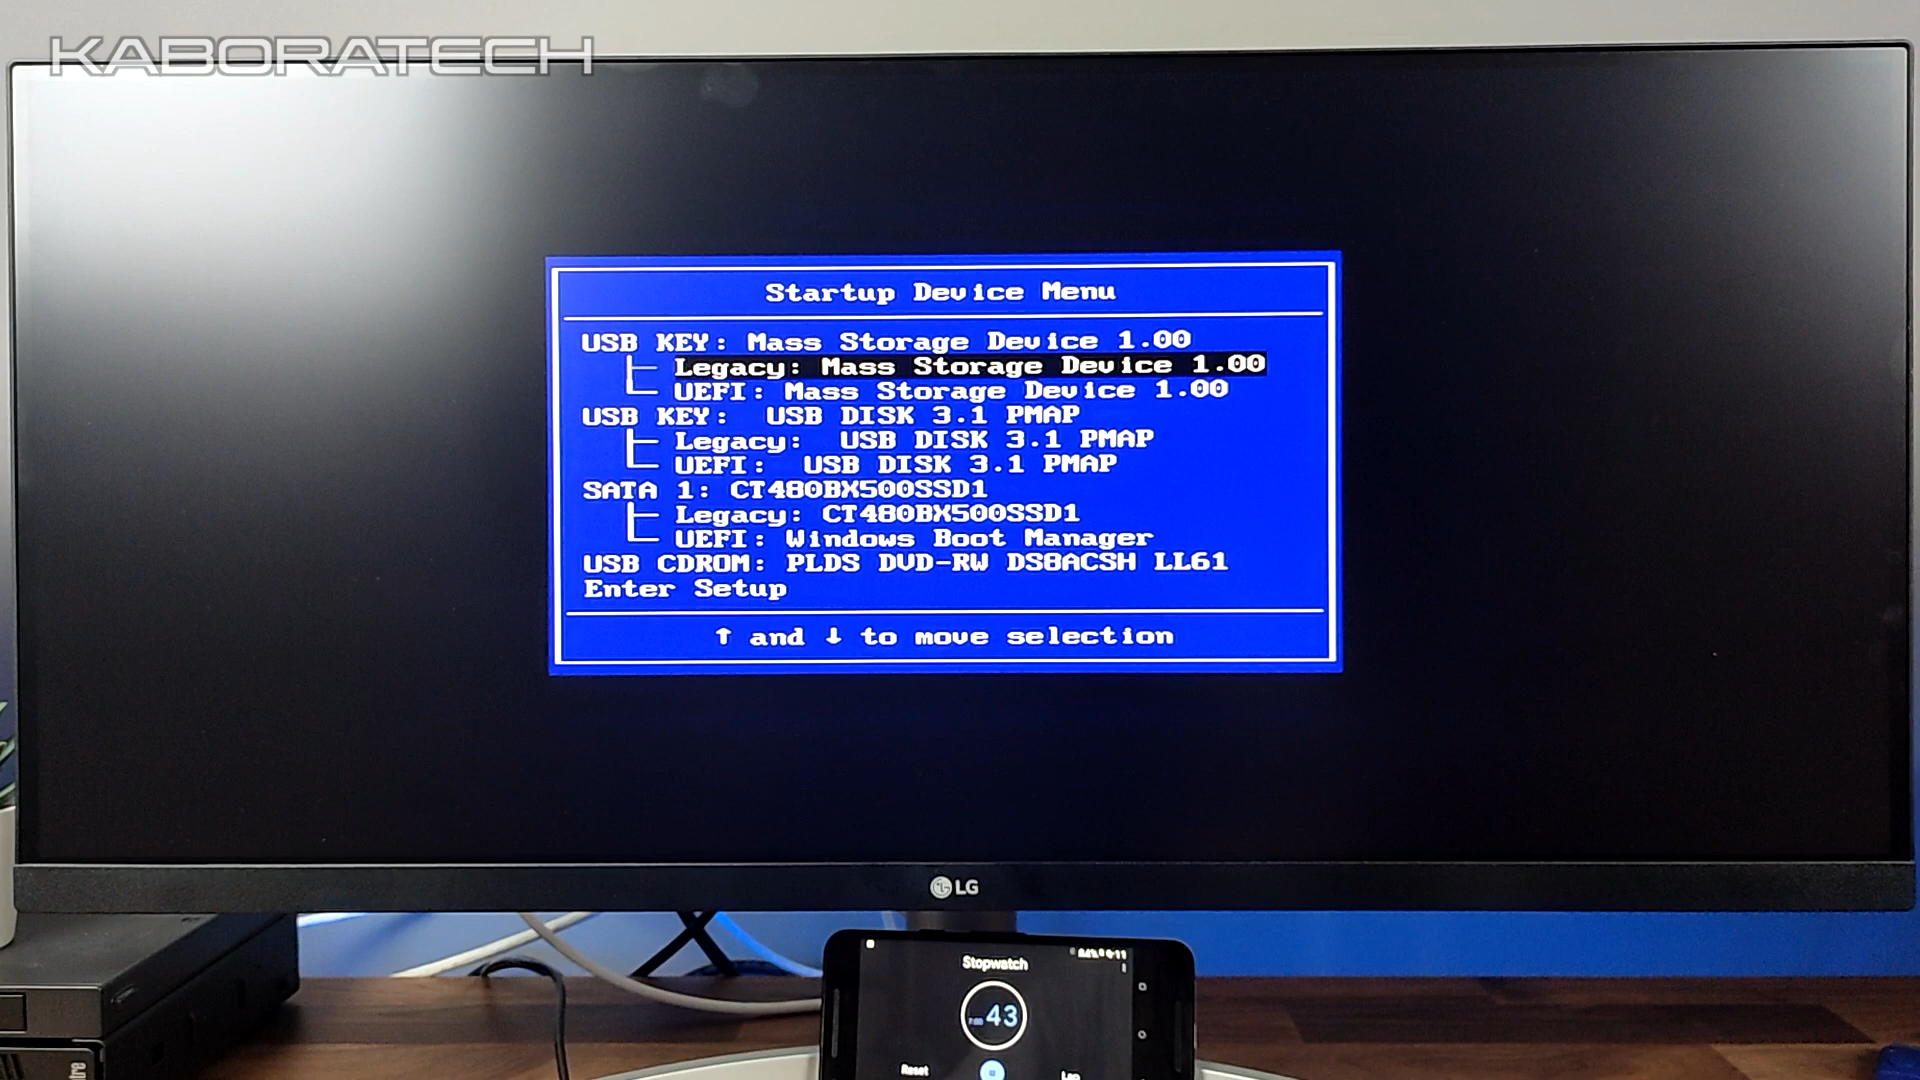 KABORATECH
Startup Device Menu
USB KEY: Mass Storage Device 1.00
Legacy: Mass Storage Device 1.00
UEFI: Mass Storage Device 1.00
USB KEY: USB DISK 3.1 PMAP
Legacy: USB DISK 3.1 PMAP
UEFI: USB DISK 3.1 PMAP
SATA 1: CT480BX500SSD1
Legacy: CT480BX500SSD1
UEFI: Windows Boot Manager
USB CDROM: PLDS DVD-RW DS8ACSH LL61
Enter Setup
↑ and ↓ to move selection
LG
Stopwatch
43
Reset
Lap